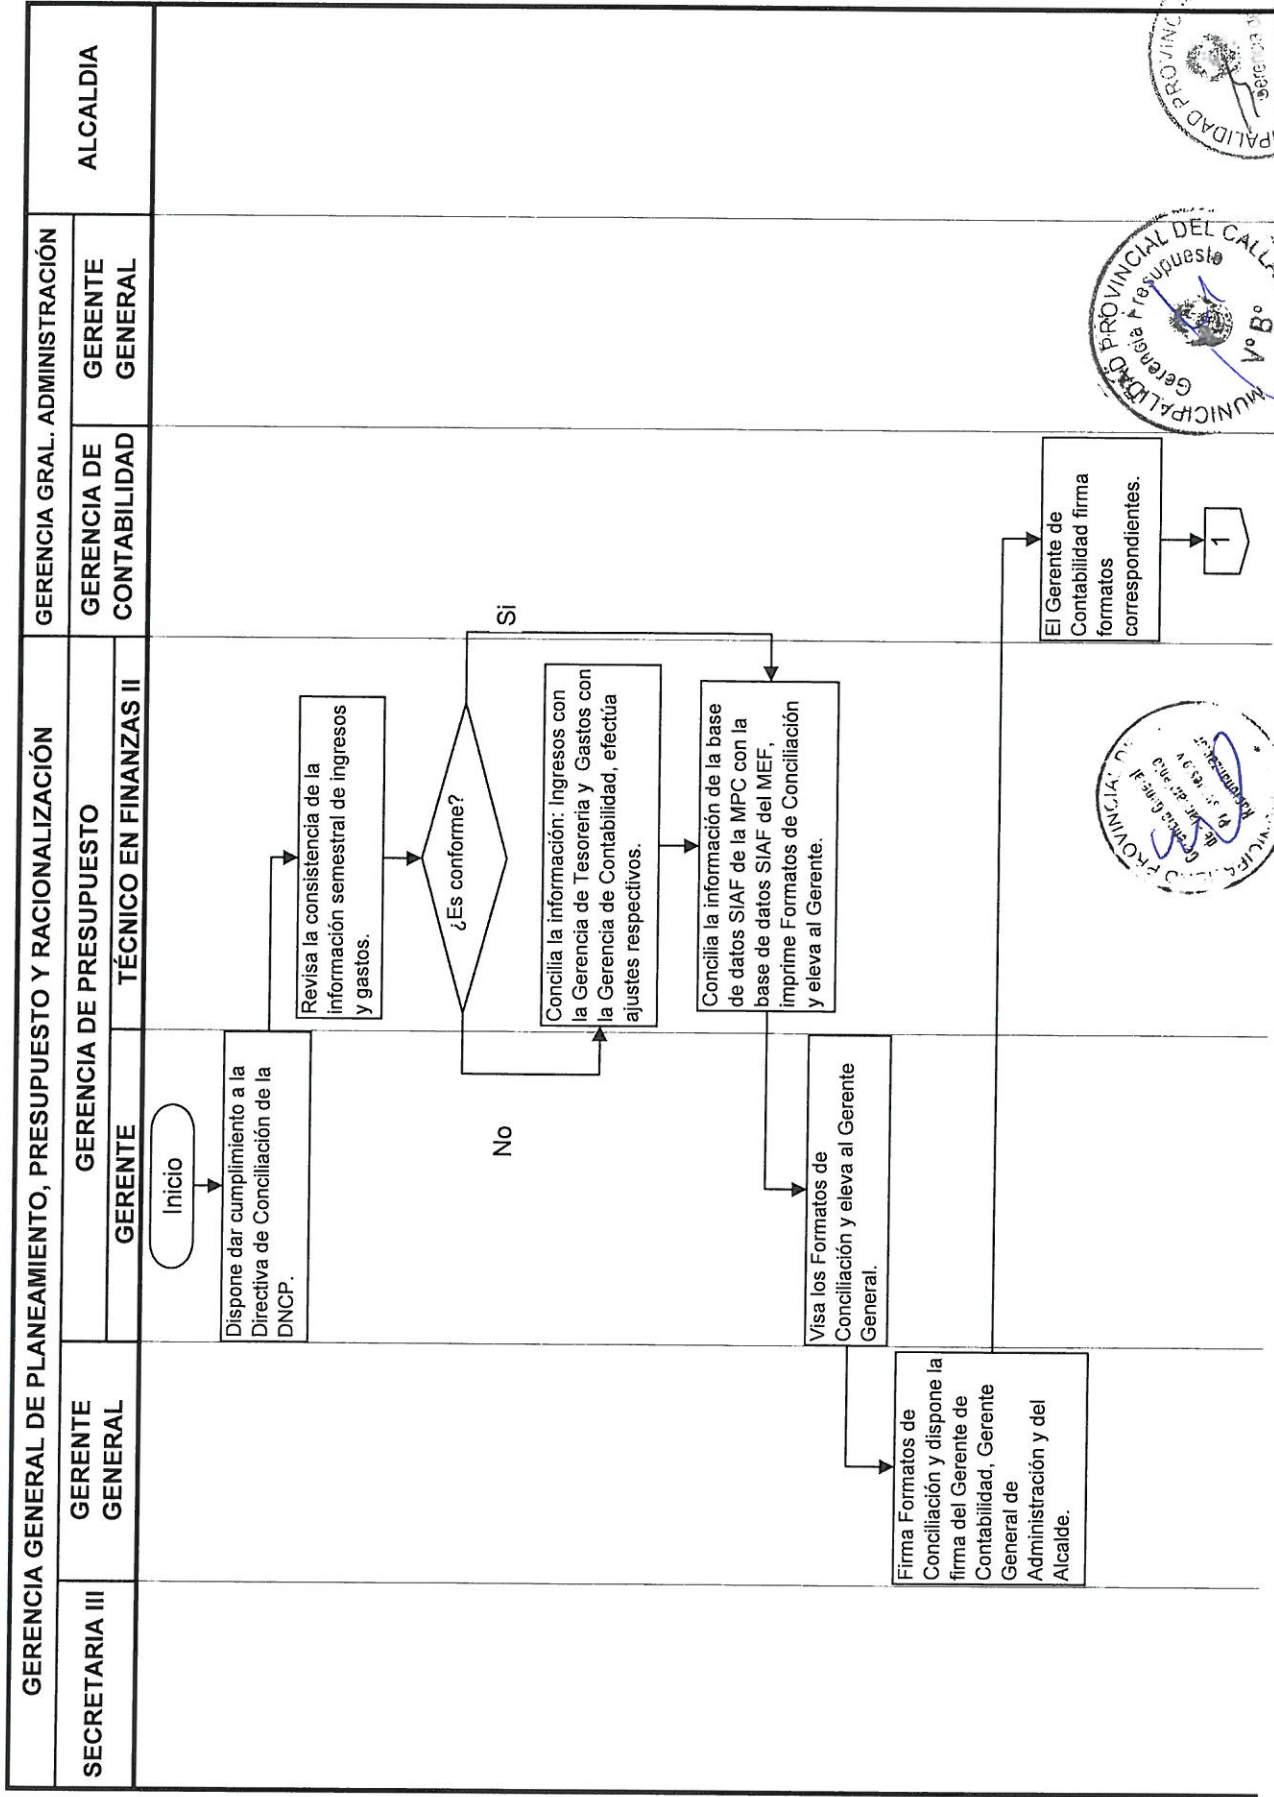 GERENCIA GENERAL DE PLANEAMIENTO, PRESUPUESTO Y RACIONALIZACIÓN
GERENCIA GRAL. ADMINISTRACIÓN
ALCALDIA
SECRETARIA III
GERENTE
GENERAL
GERENCIA DE PRESUPUESTO
GERENTE
TÉCNICO EN FINANZAS II
GERENCIA DE
CONTABILIDAD
GERENTE
GENERAL
Inicio
Dispone dar cumplimiento a la
Directiva de Conciliación de la
DNCP.
Revisa la consistencia de la
información semestral de ingresos
y gastos.
¿Es conforme?
No
Si
Concilia la información: Ingresos con
la Gerencia de Tesoreria y Gastos con
la Gerencia de Contabilidad, efectúa
ajustes respectivos.
Concilia la información de la base
de datos SIAF de la MPC con la
base de datos SIAF del MEF,
imprime Formatos de Conciliación
y eleva al Gerente.
Visa los Formatos de
Conciliación y eleva al Gerente
General.
Firma Formatos de
Conciliación y dispone la
firma del Gerente de
Contabilidad, Gerente
General de
Administración y del
Alcalde.
El Gerente de
Contabilidad firma
formatos
correspondientes.
1
PROVINCIAL
MUNICIPALIDAD PROVINCIAL DEL CALLA
Gerencia Presupuesto
V° B°
PALIDAD PROVINC
Gerencia